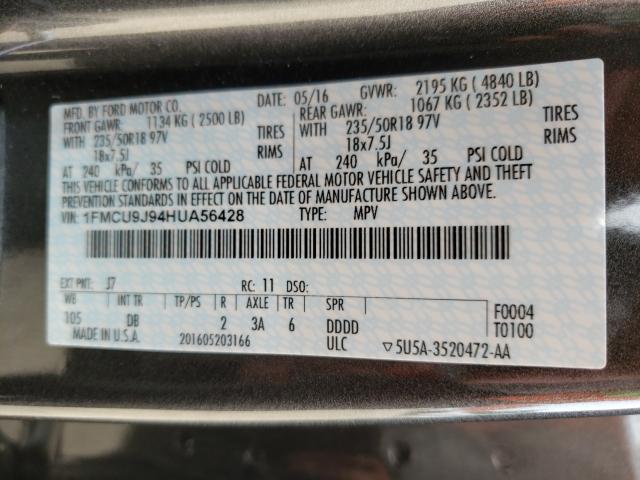 MFD. BY FORD MOTOR CO.
DATE: 05/16 GVWR: 2195 KG ( 4840 LB)
FRONT GAWR: 1134 KG ( 2500 LB)
WITH 235/50R18 97V TIRES
18x7.5J RIMS
AT 240 kPa/ 35 PSI COLD
REAR GAWR: 1067 KG ( 2352 LB)
WITH 235/50R18 97V TIRES
18x7.5J RIMS
AT 240 kPa/ 35 PSI COLD
THIS VEHICLE CONFORMS TO ALL APPLICABLE FEDERAL MOTOR VEHICLE SAFETY AND THEFT
PREVENTION STANDARDS IN EFFECT ON THE DATE OF MANUFACTURE SHOWN ABOVE.
VIN: 1FMCU9J94HUA56428 TYPE: MPV
EXT PNT: J7 RC: 11 DSO:
WB INT TR TP/PS R AXLE TR SPR
105 DB 2 3A 6 DDDD
F0004
T0100
MADE IN U.S.A. 201605203166 ULC ▽5U5A-3520472-AA